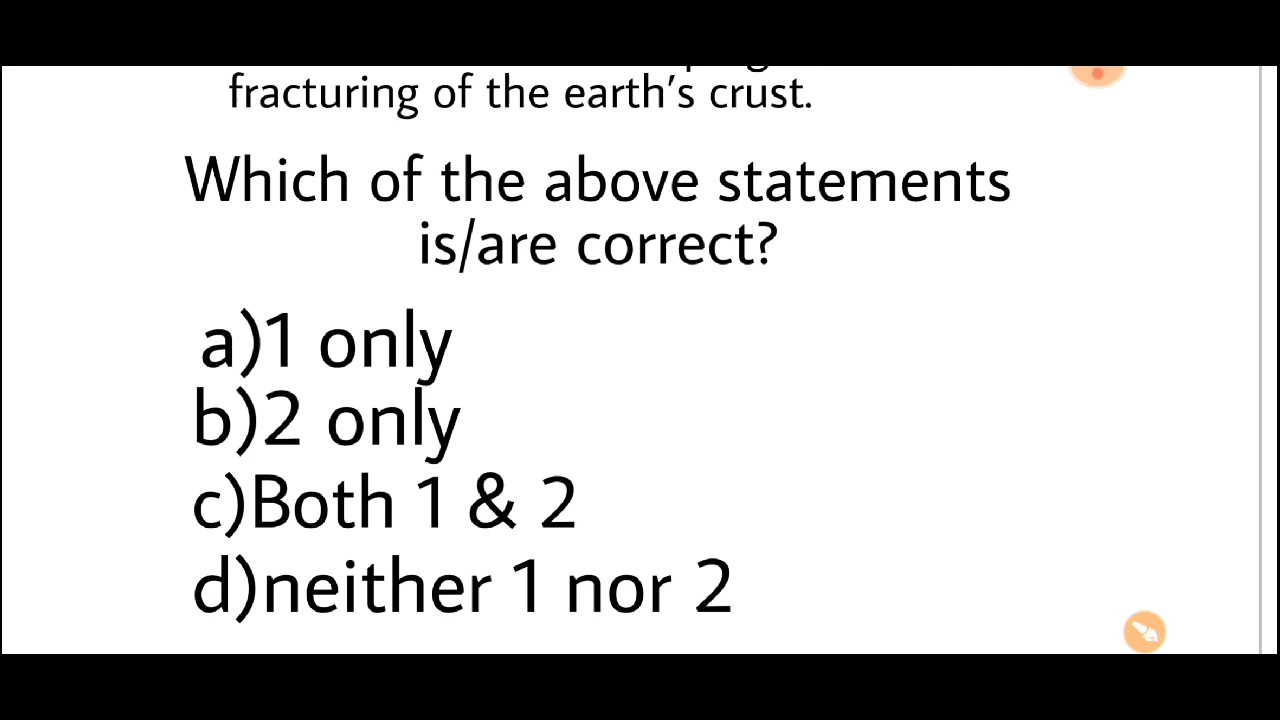 fracturing of the earth's crust.
Which of the above statements
is/are correct?
a)1 only
b)2 only
c)Both 1 & 2
d)neither 1 nor 2